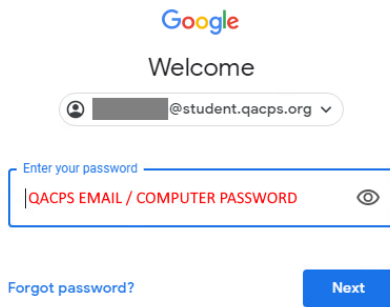 Google
Welcome
@student.qacps.org
Enter your password
QACPS EMAIL / COMPUTER PASSWORD
Forgot password?
Next